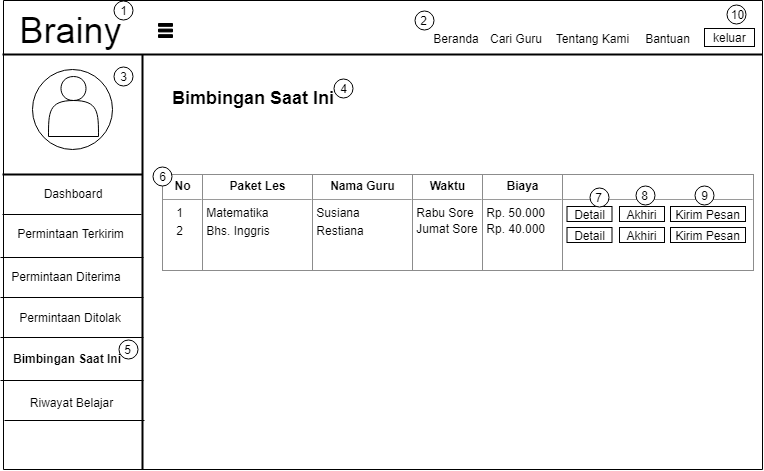 1
Brainy
2
Beranda Cari Guru Tentang Kami Bantuan
10
keluar
3
Bimbingan Saat Ini
4
Dashboard
Permintaan Terkirim
Permintaan Diterima
Permintaan Ditolak
Bimbingan Saat Ini
5
Riwayat Belajar
6
No Paket Les Nama Guru Waktu Biaya
7 8 9
1 Matematika Susiana Rabu Sore Rp. 50.000 Detail Akhiri Kirim Pesan
2 Bhs. Inggris Restiana Jumat Sore Rp. 40.000 Detail Akhiri Kirim Pesan